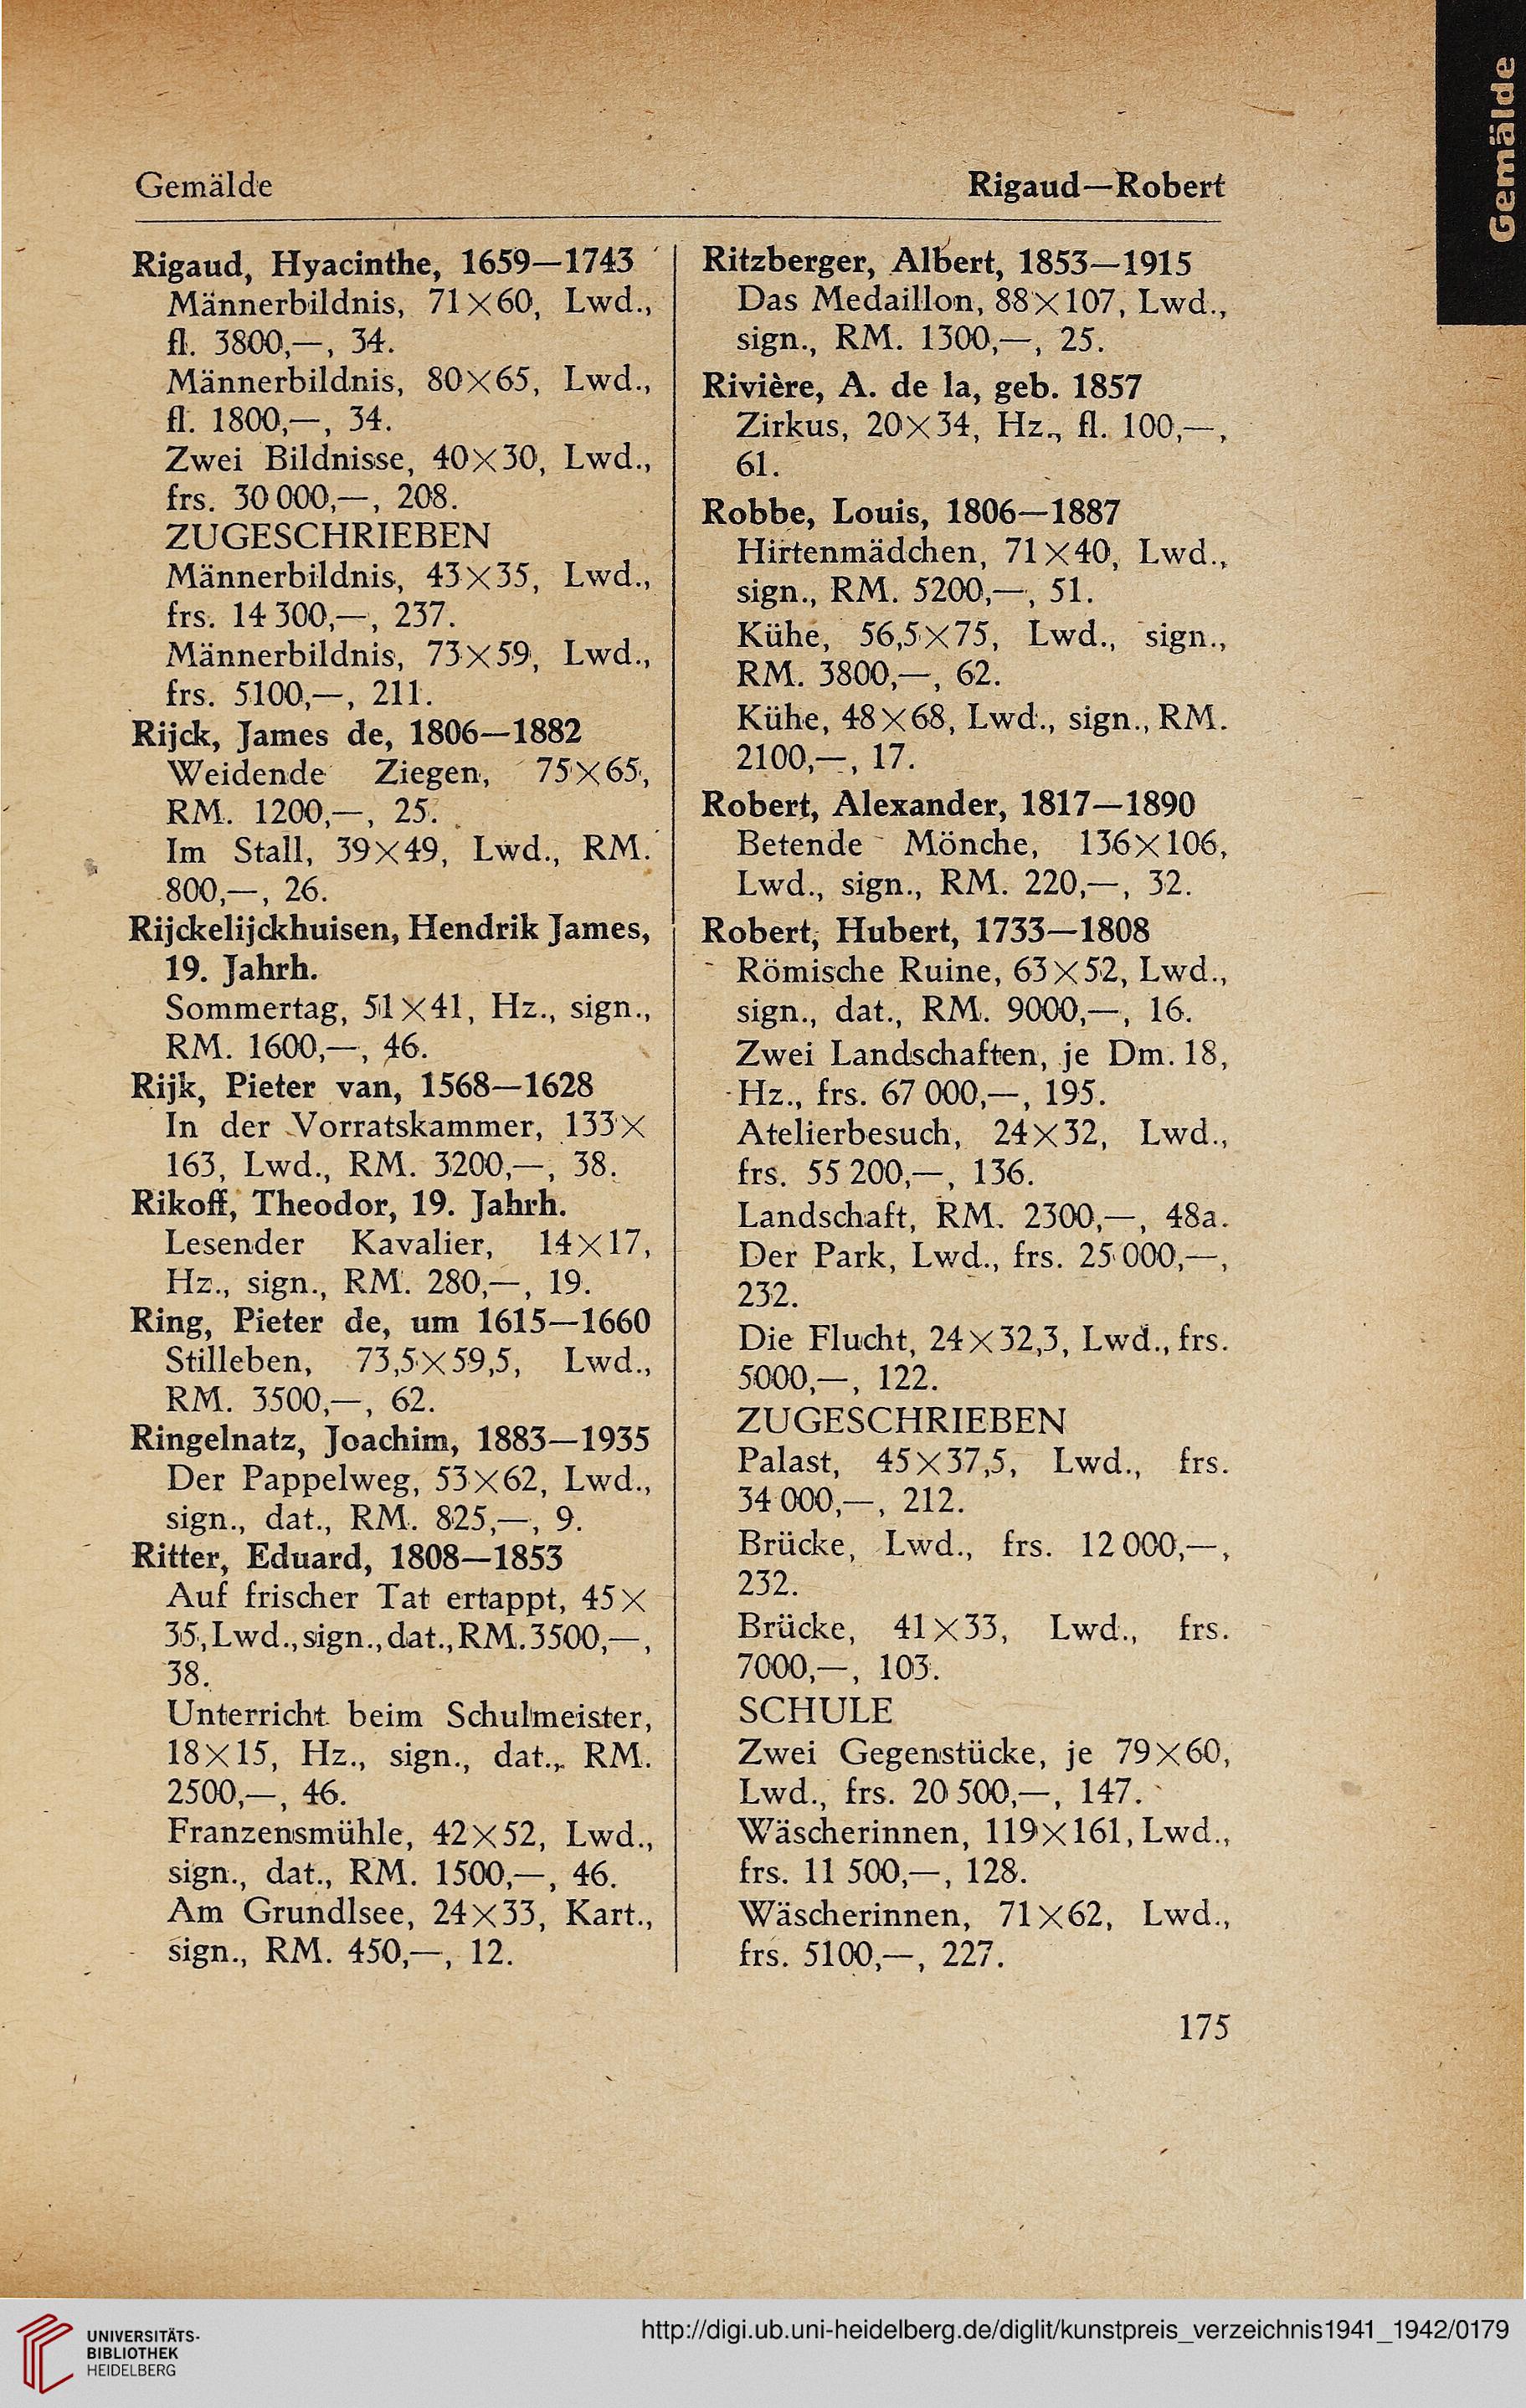 Gemälde
Gemälde
Rigaud—Robert
Rigaud, Hyacinthe, 1659—1743
Männerbildnis, 71×60, Lwd.,
fl. 3800,—, 34.
Männerbildnis, 80×65, Lwd.,
fl. 1800,—, 34.
Zwei Bildnisse, 40×30, Lwd.,
frs. 30 000,—, 208.
ZUGESCHRIEBEN
Männerbildnis, 43×35, Lwd.,
frs. 14 300,—, 237.
Männerbildnis, 73×59, Lwd.,
frs. 5100,—, 211.
Rijck, James de, 1806—1882
Weidende Ziegen, 75×65,
RM. 1200,—, 25.
Im Stall, 39×49, Lwd., RM.
800,—, 26.
Rijckelijckhuisen, Hendrik James,
19. Jahrh.
Sommertag, 51×41, Hz., sign.,
RM. 1600,—, 46.
Rijk, Pieter van, 1568—1628
In der Vorratskammer, 133×
163, Lwd., RM. 3200,—, 38.
Rikoff, Theodor, 19. Jahrh.
Lesender Kavalier, 14×17,
Hz., sign., RM. 280,—, 19.
Ring, Pieter de, um 1615—1660
Stilleben, 73,5×59,5, Lwd.,
RM. 3500,—, 62.
Ringelnatz, Joachim, 1883—1935
Der Pappelweg, 53×62, Lwd.,
sign., dat., RM. 825,—, 9.
Ritter, Eduard, 1808—1853
Auf frischer Tat ertappt, 45×
35, Lwd., sign., dat., RM. 3500,—,
38.
Unterricht beim Schulmeister,
18×15, Hz., sign., dat., RM.
2500,—, 46.
Franzensmühle, 42×52, Lwd.,
sign., dat., RM. 1500,—, 46.
Am Grundlsee, 24×33, Kart.,
sign., RM. 450,—, 12.
Ritzberger, Albert, 1853—1915
Das Medaillon, 88×107, Lwd.,
sign., RM. 1300,—, 25.
Rivière, A. de la, geb. 1857
Zirkus, 20×34, Hz., fl. 100,—,
61.
Robbe, Louis, 1806—1887
Hirtenmädchen, 71×40, Lwd.,
sign., RM. 5200,—, 51.
Kühe, 56,5×75, Lwd., sign.,
RM. 3800,—, 62.
Kühe, 48×68, Lwd., sign., RM.
2100,—, 17.
Robert, Alexander, 1817—1890
Betende Mönche, 136×106,
Lwd., sign., RM. 220,—, 32.
Robert, Hubert, 1733—1808
Römische Ruine, 63×52, Lwd.,
sign., dat., RM. 9000,—, 16.
Zwei Landschaften, je Dm. 18,
Hz., frs. 67 000,—, 195.
Atelierbesuch, 24×32, Lwd.,
frs. 55 200,—, 136.
Landschaft, RM. 2300,—, 48a.
Der Park, Lwd., frs. 25 000,—,
232.
Die Flucht, 24×32,3, Lwd., frs.
5000,—, 122.
ZUGESCHRIEBEN
Palast, 45×37,5, Lwd., frs.
34 000,—, 212.
Brücke, Lwd., frs. 12 000,—,
232.
Brücke, 41×33, Lwd., frs.
7000,—, 103.
SCHULE
Zwei Gegenstücke, je 79×60,
Lwd., frs. 20 500,—, 147.
Wäscherinnen, 119×161, Lwd.,
frs. 11 500,—, 128.
Wäscherinnen, 71×62, Lwd.,
frs. 5100,—, 227.
175
UNIVERSITÄTS-
BIBLIOTHEK
HEIDELBERG
http://digi.ub.uni-heidelberg.de/diglit/kunstpreis_verzeichnis1941_1942/0179